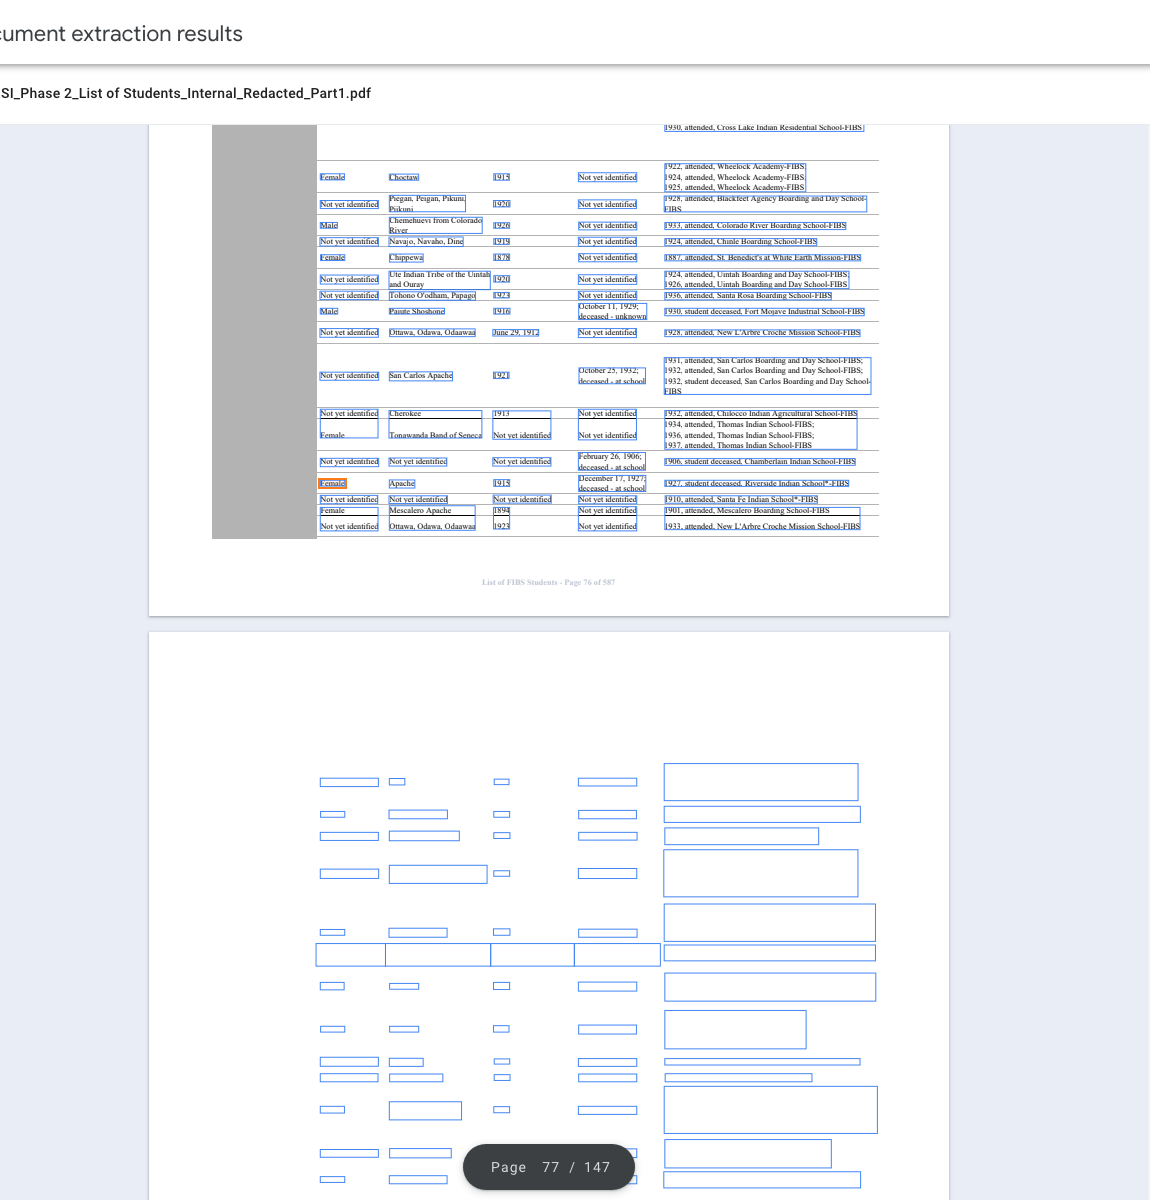 cument extraction results
SI_Phase 2_List of Students_Internal_Redacted_Part1.pdf
1930, attended, Cross Lake Indian Residential School-FIBS
Female Choctaw 1915 Not yet identified 1922, attended, Wheelock Academy-FIBS;
1924, attended, Wheelock Academy-FIBS;
1925, attended, Wheelock Academy-FIBS
Not yet identified Piegan, Peigan, Pikuni, Piikuni 1920 Not yet identified 1928, attended, Blackfeet Agency Boarding and Day School-
FIBS
Male Chemehuevi from Colorado River 1926 Not yet identified 1933, attended, Colorado River Boarding School-FIBS
Not yet identified Navajo, Navaho, Dine 1919 Not yet identified 1924, attended, Chinle Boarding School-FIBS
Female Chippewa 1878 Not yet identified 1887, attended, St. Benedict's at White Earth Mission-FIBS
Not yet identified Ute Indian Tribe of the Uintah and Ouray 1920 Not yet identified 1924, attended, Uintah Boarding and Day School-FIBS;
1926, attended, Uintah Boarding and Day School-FIBS
Not yet identified Tohono O'odham, Papago 1923 Not yet identified 1936, attended, Santa Rosa Boarding School-FIBS
Male Paiute Shoshone 1916 October 11, 1929; deceased - unknown 1930, student deceased, Fort Mojave Industrial School-FIBS
Not yet identified Ottawa, Odawa, Odaawaa June 29, 1912 Not yet identified 1928, attended, New L'Arbre Croche Mission School-FIBS
Not yet identified San Carlos Apache 1921 October 25, 1932; deceased - at school 1931, attended, San Carlos Boarding and Day School-FIBS;
1932, attended, San Carlos Boarding and Day School-FIBS;
1932, student deceased, San Carlos Boarding and Day School-
FIBS
Not yet identified Cherokee 1913 Not yet identified 1932, attended, Chilocco Indian Agricultural School-FIBS
Female Tonawanda Band of Seneca Not yet identified Not yet identified 1934, attended, Thomas Indian School-FIBS;
1936, attended, Thomas Indian School-FIBS;
1937, attended, Thomas Indian School-FIBS
Not yet identified Not yet identified Not yet identified February 26, 1906; deceased - at school 1906, student deceased, Chamberlain Indian School-FIBS
Female Apache 1915 December 17, 1927; deceased - at school 1927, student deceased, Riverside Indian School*-FIBS
Not yet identified Not yet identified Not yet identified Not yet identified 1910, attended, Santa Fe Indian School*-FIBS
Female Mescalero Apache 1894 Not yet identified 1901, attended, Mescalero Boarding School-FIBS
Not yet identified Ottawa, Odawa, Odaawaa 1923 Not yet identified 1933, attended, New L'Arbre Croche Mission School-FIBS
List of FIBS Students - Page 76 of 587
Page 77 / 147